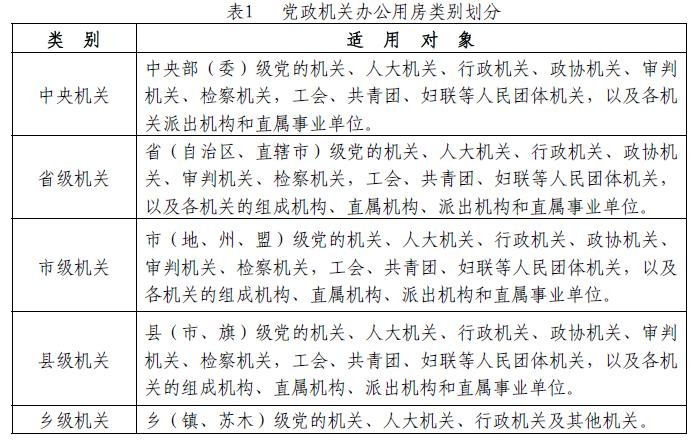 表1 党政机关办公用房类别划分
类 别 适 用 对 象
中央机关
中央部（委）级党的机关、人大机关、行政机关、政协机关、审判
机关、检察机关，工会、共青团、妇联等人民团体机关，以及各机
关派出机构和直属事业单位。
省级机关
省（自治区、直辖市）级党的机关、人大机关、行政机关、政协机
关、审判机关、检察机关，工会、共青团、妇联等人民团体机关，
以及各机关的组成机构、直属机构、派出机构和直属事业单位。
市级机关
市（地、州、盟）级党的机关、人大机关、行政机关、政协机关、
审判机关、检察机关，工会、共青团、妇联等人民团体机关，以及
各机关的组成机构、直属机构、派出机构和直属事业单位。
县级机关
县（市、旗）级党的机关、人大机关、行政机关、政协机关、审判
机关、检察机关，工会、共青团、妇联等人民团体机关，以及各机
关的组成机构、直属机构、派出机构和直属事业单位。
乡级机关
乡（镇、苏木）级党的机关、人大机关、行政机关及其他机关。